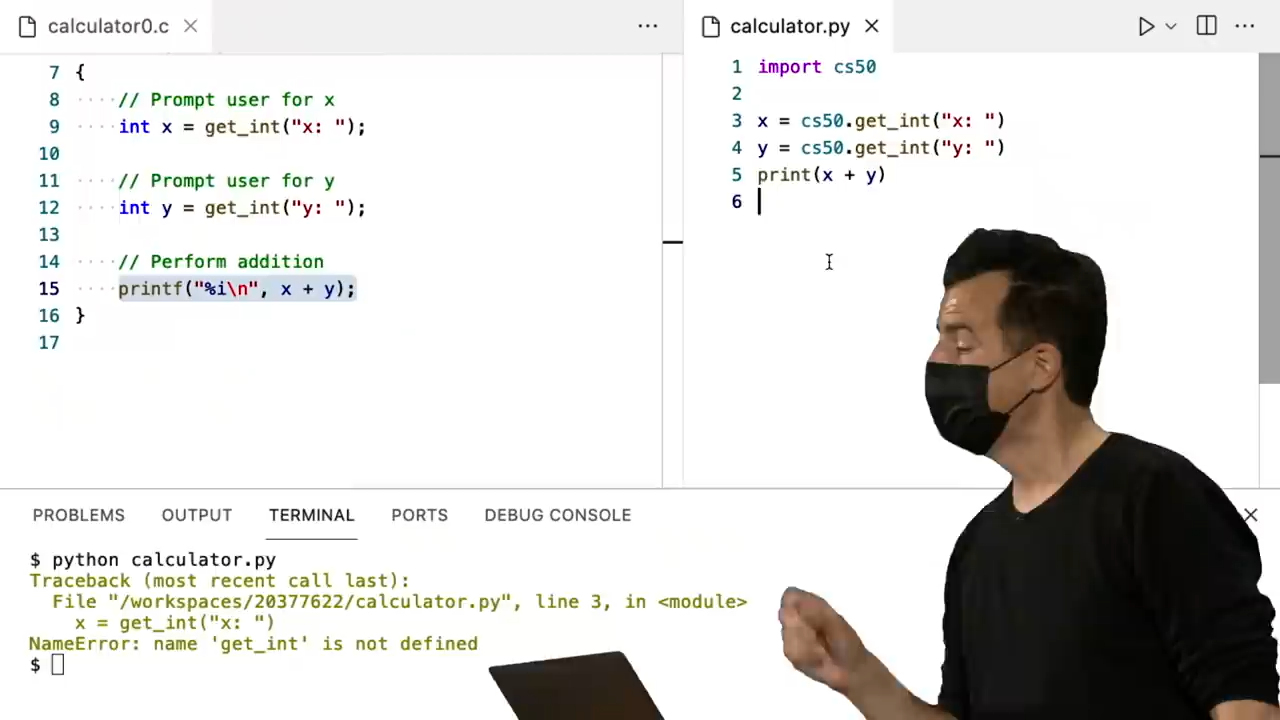 calculator0.c
calculator.py
7 {
8 ····// Prompt user for x
9 ····int x = get_int("x: ");
10
11 ····// Prompt user for y
12 ····int y = get_int("y: ");
13
14 ····// Perform addition
15 ····printf("%i\n", x + y);
16 }
17
1 import cs50
2
3 x = cs50.get_int("x: ")
4 y = cs50.get_int("y: ")
5 print(x + y)
6
PROBLEMS OUTPUT TERMINAL PORTS DEBUG CONSOLE
$ python calculator.py
Traceback (most recent call last):
  File "/workspaces/20377622/calculator.py", line 3, in <module>
    x = get_int("x: ")
NameError: name 'get_int' is not defined
$